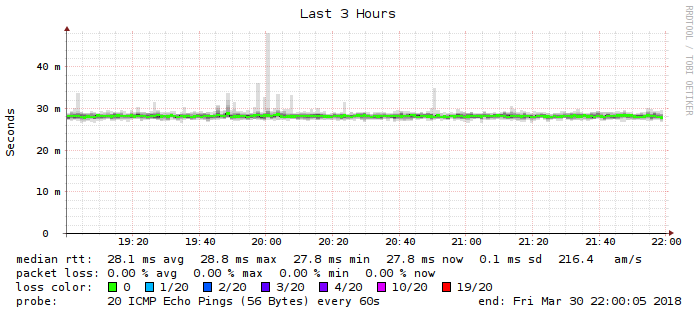 Last 3 Hours
RRDTOOL / TOBI OETIKER
Seconds
40 m
30 m
20 m
10 m
0
19:20 19:40 20:00 20:20 20:40 21:00 21:20 21:40 22:00
median rtt: 28.1 ms avg 28.8 ms max 27.8 ms min 27.8 ms now 0.1 ms sd 216.4 am/s
packet loss: 0.00 % avg 0.00 % max 0.00 % min 0.00 % now
loss color: 0 1/20 2/20 3/20 4/20 10/20 19/20
probe: 20 ICMP Echo Pings (56 Bytes) every 60s end: Fri Mar 30 22:00:05 2018